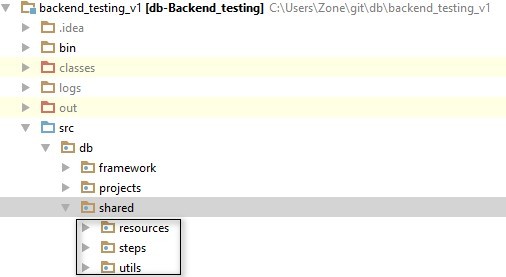 backend_testing_v1 [db-Backend_testing] C:\Users\Zone\git\db\backend_testing_v1
.idea
bin
classes
logs
out
src
db
framework
projects
shared
resources
steps
utils